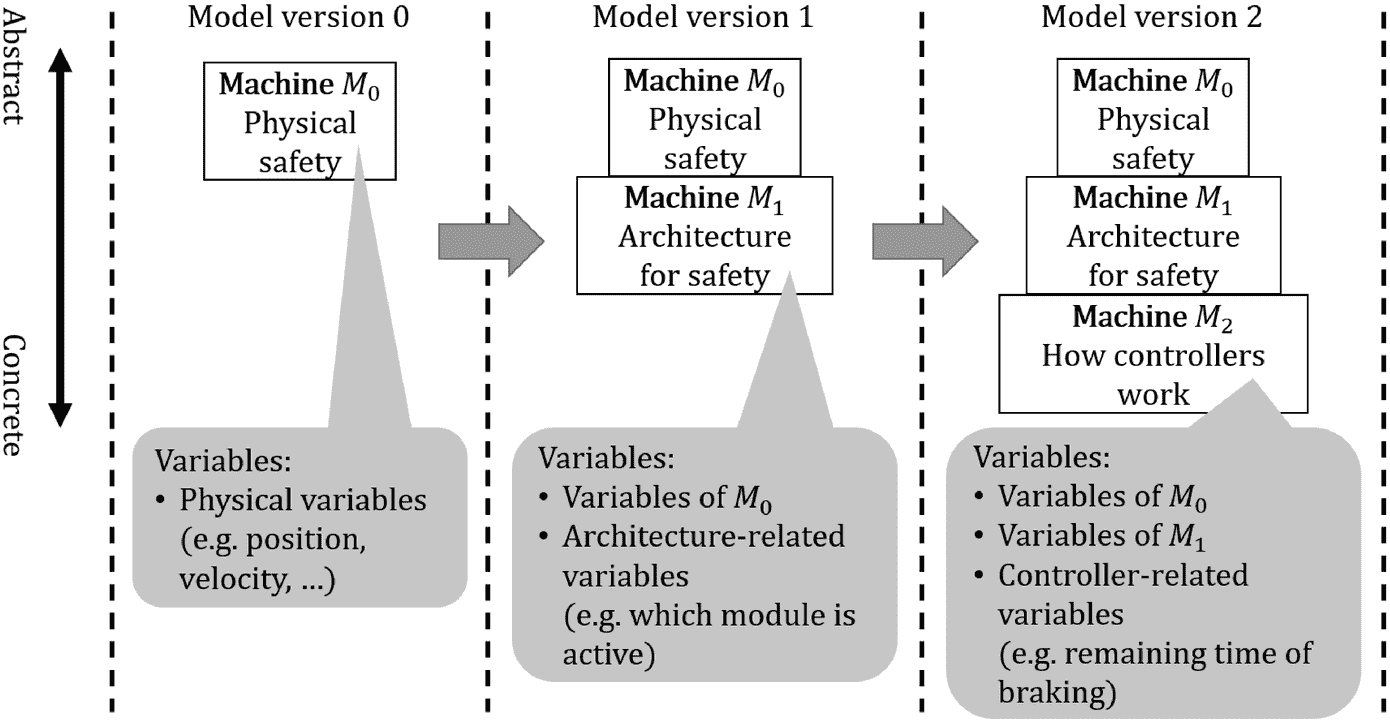 Abstract
Concrete
Model version 0
Machine M0
Physical
safety
Variables:
• Physical variables
(e.g. position,
velocity, ...)
Model version 1
Machine M0
Physical
safety
Machine M1
Architecture
for safety
Variables:
• Variables of M0
• Architecture-related
variables
(e.g. which module is
active)
Model version 2
Machine M0
Physical
safety
Machine M1
Architecture
for safety
Machine M2
How controllers
work
Variables:
• Variables of M0
• Variables of M1
• Controller-related
variables
(e.g. remaining time of
braking)